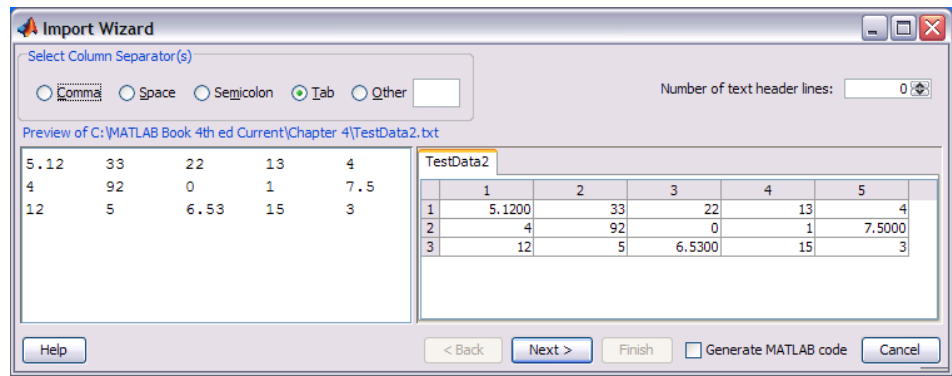 Import Wizard
Select Column Separator(s)
Comma Space Semicolon Tab Other
Number of text header lines: 0
Preview of C:\MATLAB Book 4th ed Current\Chapter 4\TestData2.txt
5.12 33 22 13 4
4 92 0 1 7.5
12 5 6.53 15 3
TestData2
1 2 3 4 5
1 5.1200 33 22 13 4
2 4 92 0 1 7.5000
3 12 5 6.5300 15 3
Help < Back Next > Finish Generate MATLAB code Cancel